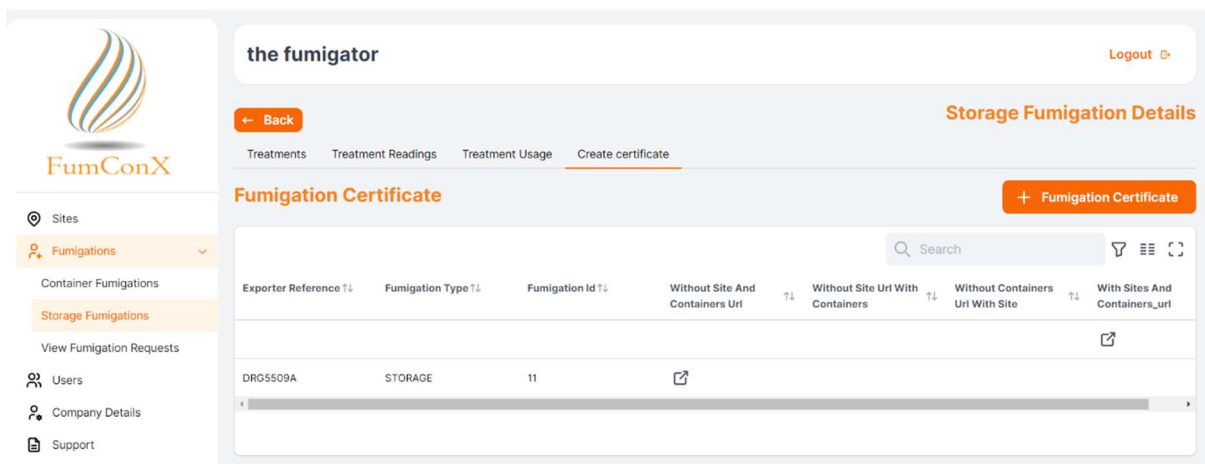 the fumigator
Logout
← Back
Storage Fumigation Details
Treatments Treatment Readings Treatment Usage Create certificate
FumConX
Fumigation Certificate
+ Fumigation Certificate
Sites
Fumigations
Container Fumigations
Storage Fumigations
View Fumigation Requests
Users
Company Details
Support
Search
Exporter Reference↑↓ Fumigation Type↑↓ Fumigation Id↑↓ Without Site And Containers Url ↑↓ Without Site Url With Containers ↑↓ Without Containers Url With Site ↑↓ With Sites And Containers_url
DRG5509A STORAGE 11